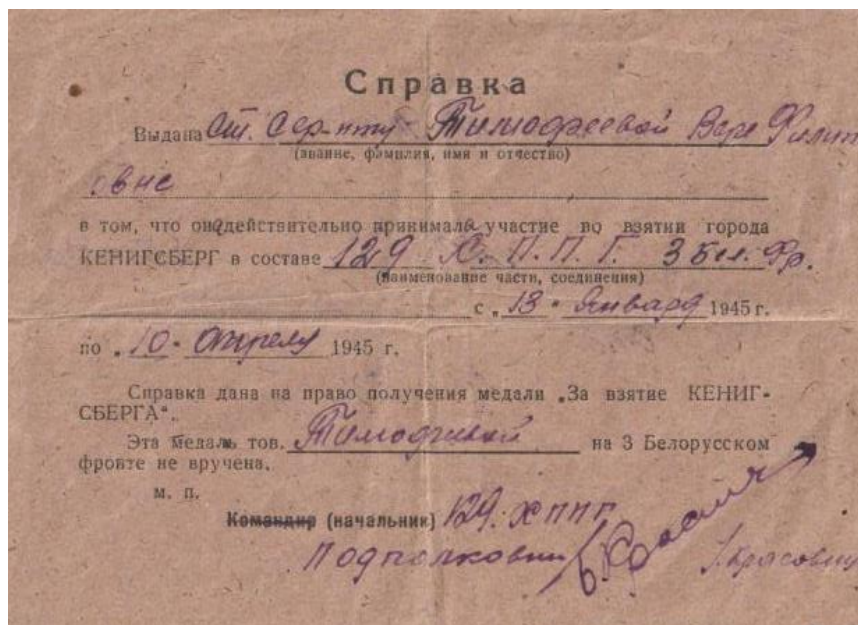 Справка
Выдана Ст. Сер-нту Тимофеевой Вере Филип
овне
(звание, фамилия, имя и отчество)
в том, что она действительно принимала участие во взятии города
КЕНИГСБЕРГ в составе 129 Х. П. П. Г. 3 Бел. Фр.
(наименование части, соединения)
с „13“ Января 1945 г.
по „10“ Апрель 1945 г.
Справка дана на право получения медали „За взятие КЕНИГ-
СБЕРГА“.
Эта медаль тов. Тимофеевой на 3 Белорусском
фронте не вручена.
м. п.
Командир (начальник) 129. ХППГ
Подполковник